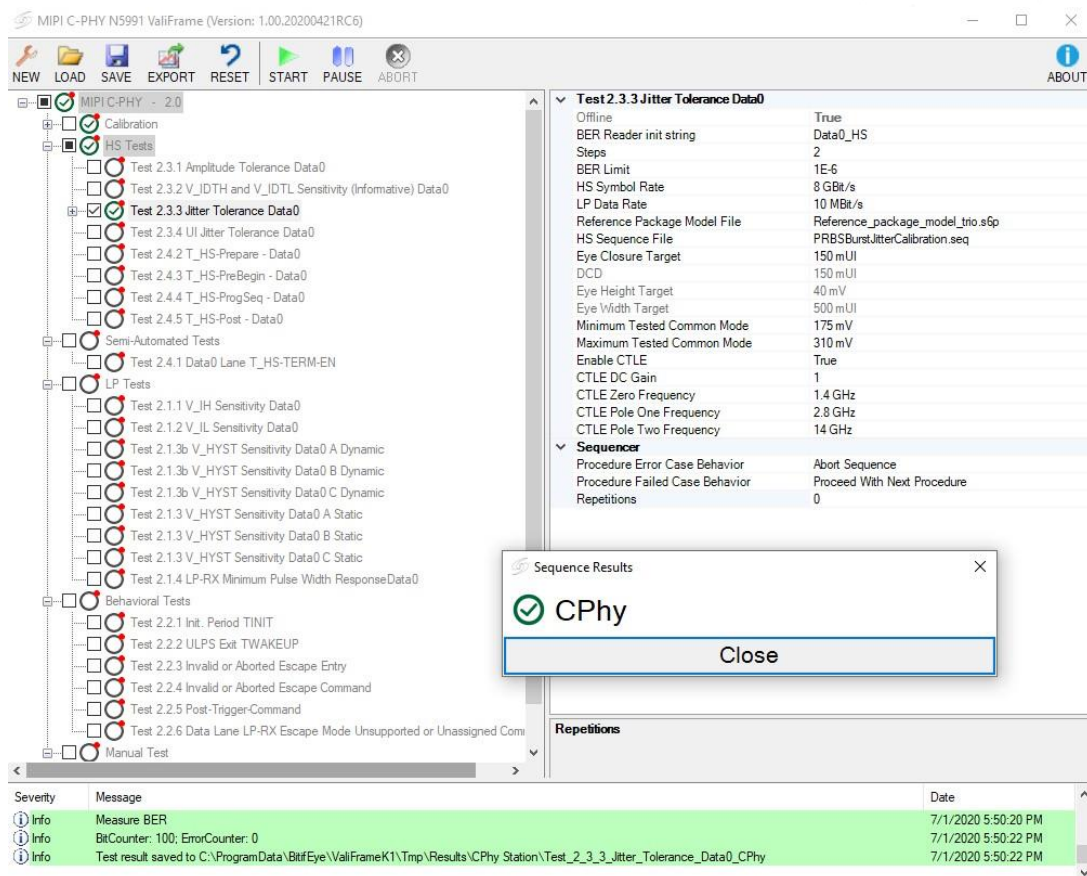 MIPI C-PHY N5991 ValiFrame (Version: 1.00.20200421RC6)
NEW LOAD SAVE EXPORT RESET START PAUSE ABORT ABOUT
MIPI C-PHY - 2.0
Calibration
HS Tests
Test 2.3.1 Amplitude Tolerance Data0
Test 2.3.2 V_IDTH and V_IDTL Sensitivity (Informative) Data0
Test 2.3.3 Jitter Tolerance Data0
Test 2.3.4 UI Jitter Tolerance Data0
Test 2.4.2 T_HS-Prepare - Data0
Test 2.4.3 T_HS-PreBegin - Data0
Test 2.4.4 T_HS-ProgSeq - Data0
Test 2.4.5 T_HS-Post - Data0
Semi-Automated Tests
Test 2.4.1 Data0 Lane T_HS-TERM-EN
LP Tests
Test 2.1.1 V_IH Sensitivity Data0
Test 2.1.2 V_IL Sensitivity Data0
Test 2.1.3b V_HYST Sensitivity Data0 A Dynamic
Test 2.1.3b V_HYST Sensitivity Data0 B Dynamic
Test 2.1.3b V_HYST Sensitivity Data0 C Dynamic
Test 2.1.3 V_HYST Sensitivity Data0 A Static
Test 2.1.3 V_HYST Sensitivity Data0 B Static
Test 2.1.3 V_HYST Sensitivity Data0 C Static
Test 2.1.4 LP-RX Minimum Pulse Width ResponseData0
Behavioral Tests
Test 2.2.1 Init. Period TINIT
Test 2.2.2 ULPS Exit TWAKEUP
Test 2.2.3 Invalid or Aborted Escape Entry
Test 2.2.4 Invalid or Aborted Escape Command
Test 2.2.5 Post-Trigger-Command
Test 2.2.6 Data Lane LP-RX Escape Mode Unsupported or Unassigned Com
Manual Test
Test 2.3.3 Jitter Tolerance Data0
Offline True
BER Reader init string Data0_HS
Steps 2
BER Limit 1E-6
HS Symbol Rate 8 GBit/s
LP Data Rate 10 MBit/s
Reference Package Model File Reference_package_model_trio.s6p
HS Sequence File PRBSBurstJitterCalibration.seq
Eye Closure Target 150 mUI
DCD 150 mUI
Eye Height Target 40 mV
Eye Width Target 500 mUI
Minimum Tested Common Mode 175 mV
Maximum Tested Common Mode 310 mV
Enable CTLE True
CTLE DC Gain 1
CTLE Zero Frequency 1.4 GHz
CTLE Pole One Frequency 2.8 GHz
CTLE Pole Two Frequency 14 GHz
Sequencer
Procedure Error Case Behavior Abort Sequence
Procedure Failed Case Behavior Proceed With Next Procedure
Repetitions 0
Sequence Results
CPhy
Close
Repetitions
Severity Message Date
Info Measure BER 7/1/2020 5:50:20 PM
Info BitCounter: 100; ErrorCounter: 0 7/1/2020 5:50:22 PM
Info Test result saved to C:\ProgramData\BitifEye\ValiFrameK1\Tmp\Results\CPhy Station\Test_2_3_3_Jitter_Tolerance_Data0_CPhy 7/1/2020 5:50:22 PM